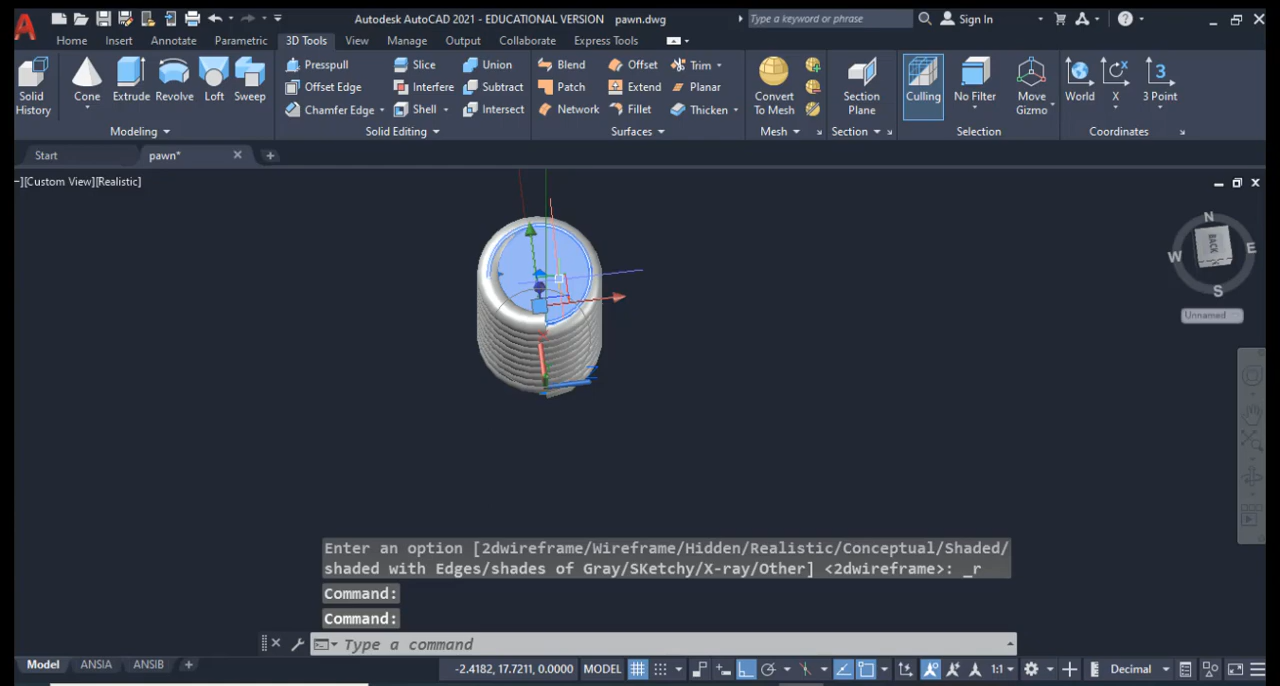 Autodesk AutoCAD 2021 - EDUCATIONAL VERSION pawn.dwg Type a keyword or phrase Sign In
Home Insert Annotate Parametric 3D Tools View Manage Output Collaborate Express Tools
Presspull Slice Union Blend Offset Trim
Offset Edge Interfere Subtract Patch Extend Planar
Solid History Cone Extrude Revolve Loft Sweep Convert To Mesh Section Plane Culling No Filter Move Gizmo World X 3 Point
Chamfer Edge Shell Intersect Network Fillet Thicken
Modeling Solid Editing Surfaces Mesh Section Selection Coordinates
Start pawn*
–][Custom View][Realistic]
N
W BACK E
S
Unnamed
Enter an option [2dwireframe/Wireframe/Hidden/Realistic/Conceptual/Shaded/
shaded with Edges/shades of Gray/SKetchy/X-ray/Other] <2dwireframe>: _r
Command:
Command:
Type a command
Model ANSIA ANSIB -2.4182, 17.7211, 0.0000 MODEL 1:1 Decimal